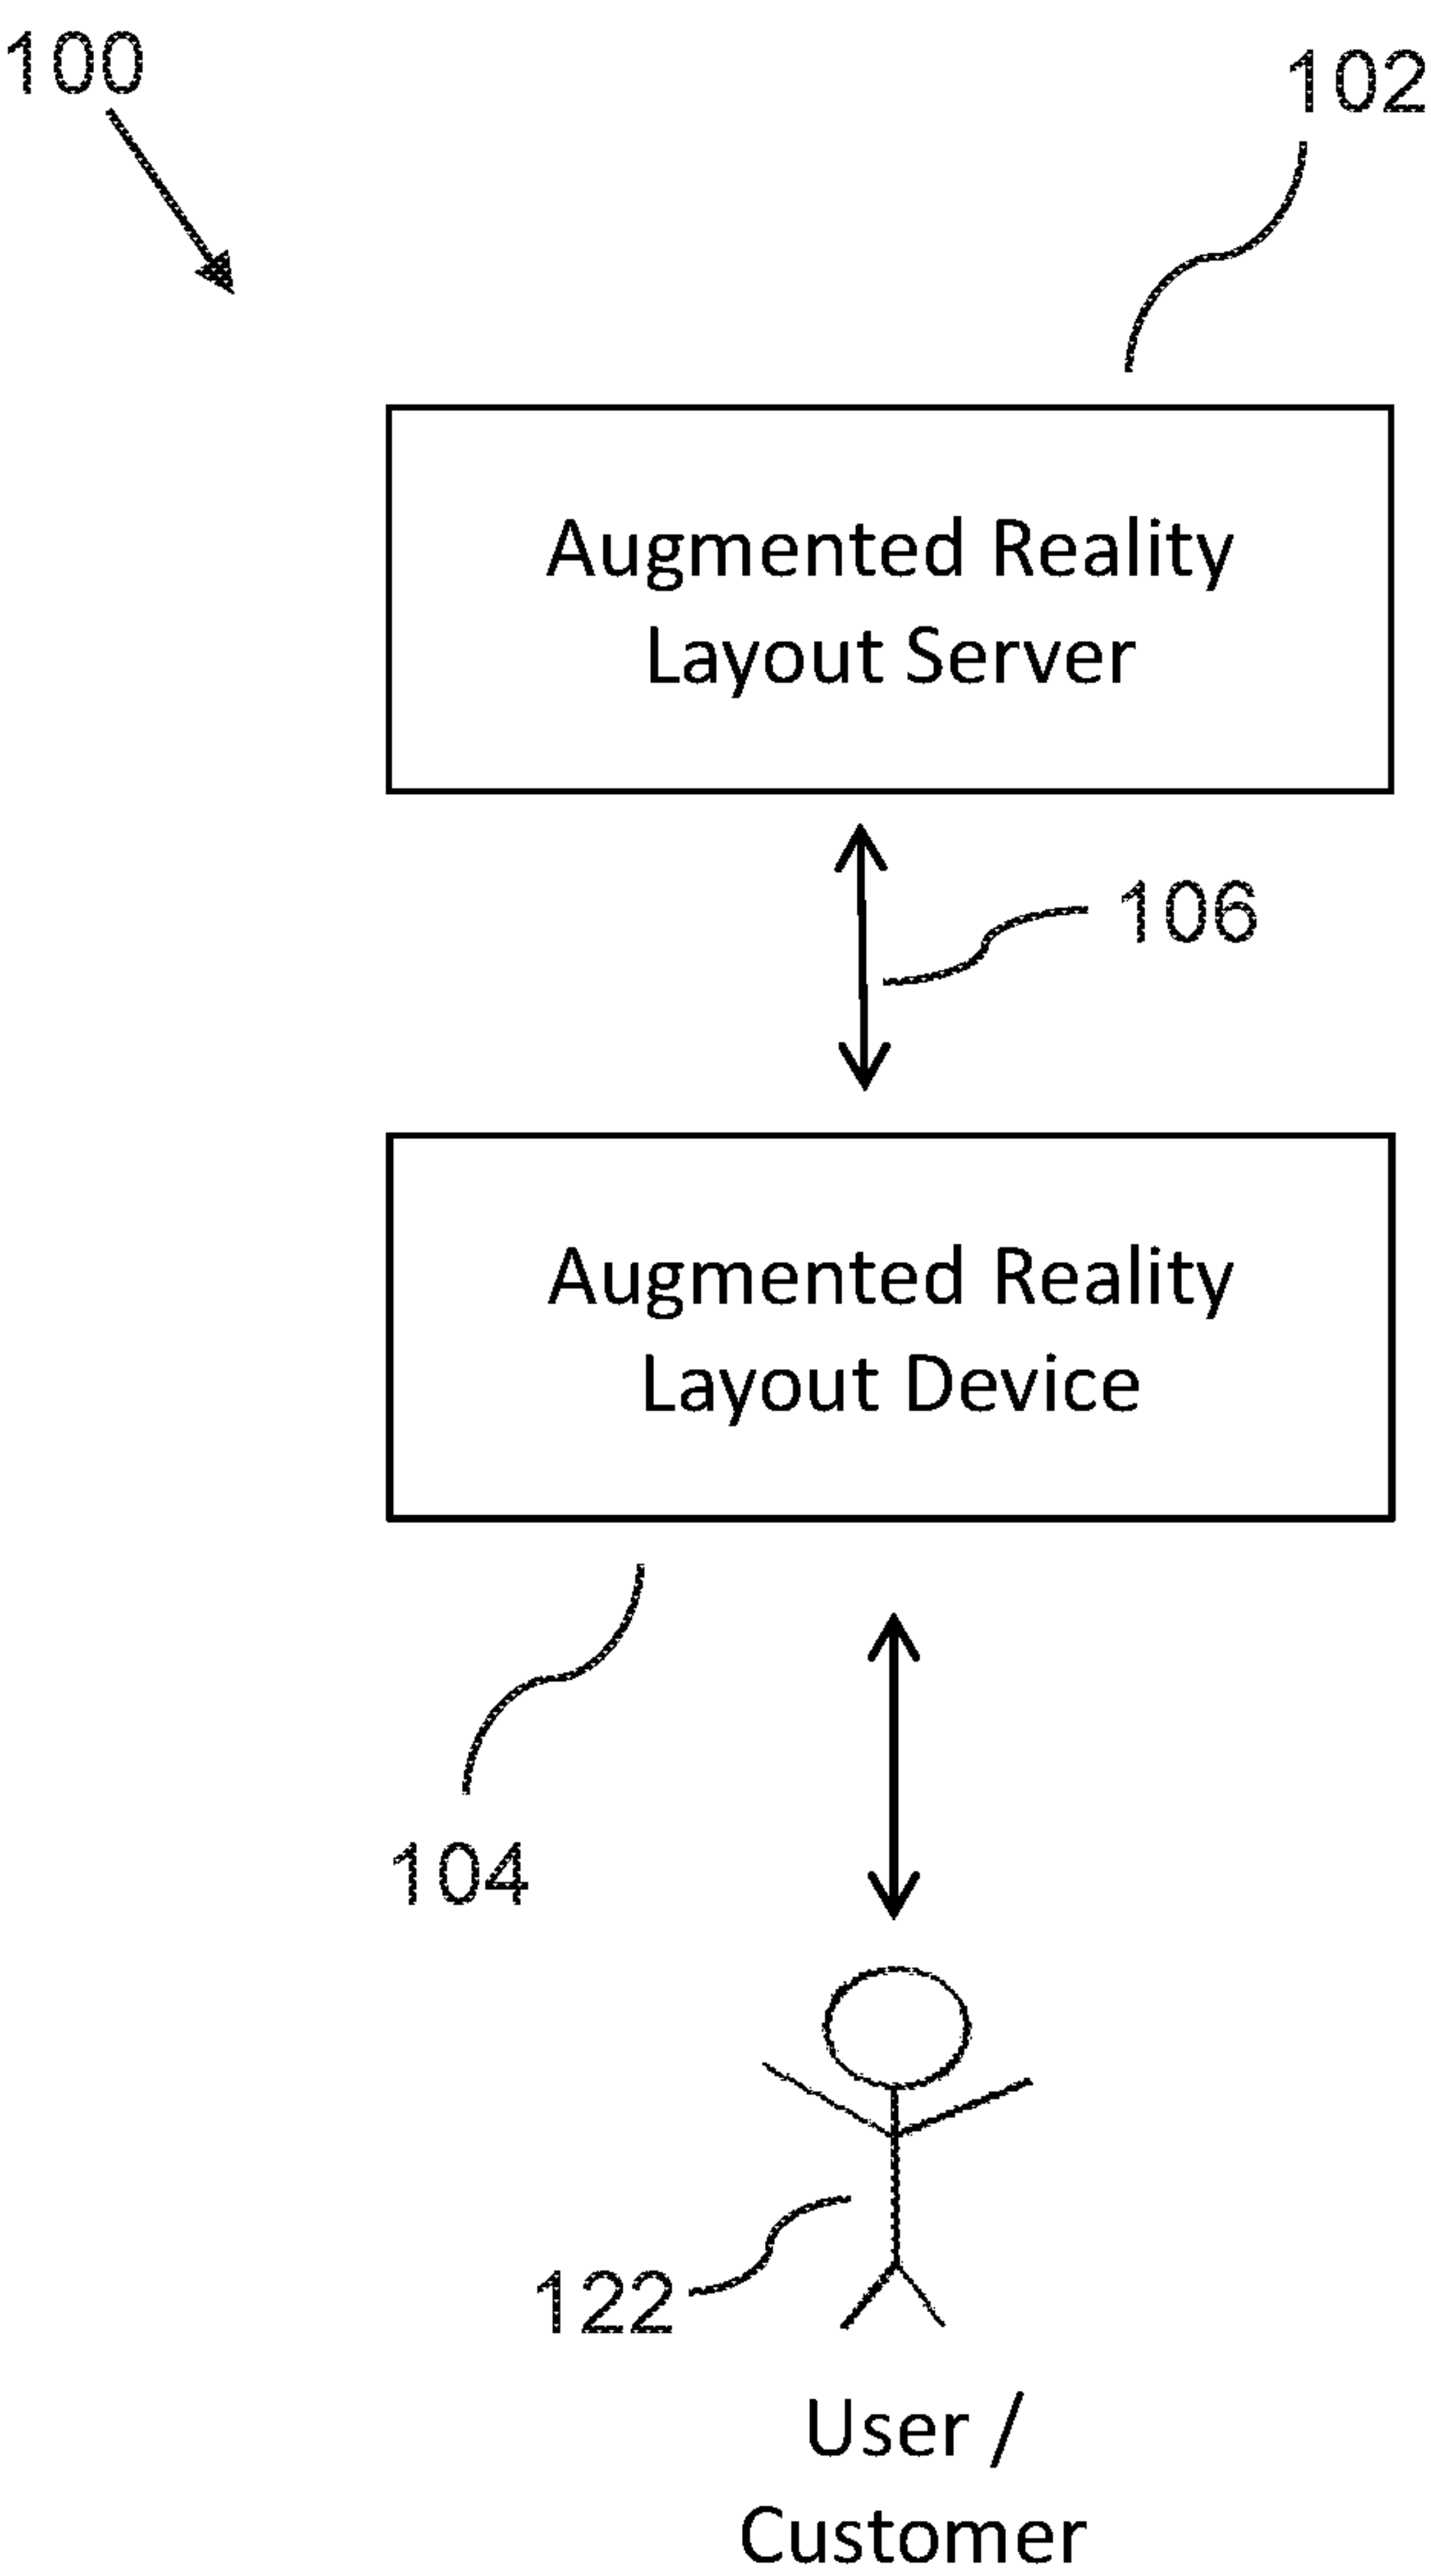 100
102
Augmented Reality
Layout Server
106
Augmented Reality
Layout Device
104
122
User /
Customer